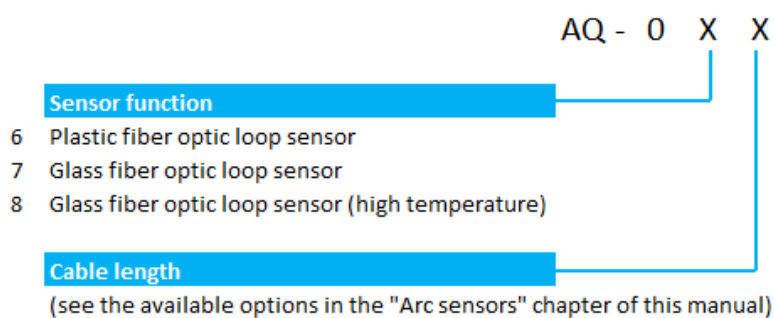 AQ - 0 X X
Sensor function
6 Plastic fiber optic loop sensor
7 Glass fiber optic loop sensor
8 Glass fiber optic loop sensor (high temperature)
Cable length
(see the available options in the "Arc sensors" chapter of this manual)